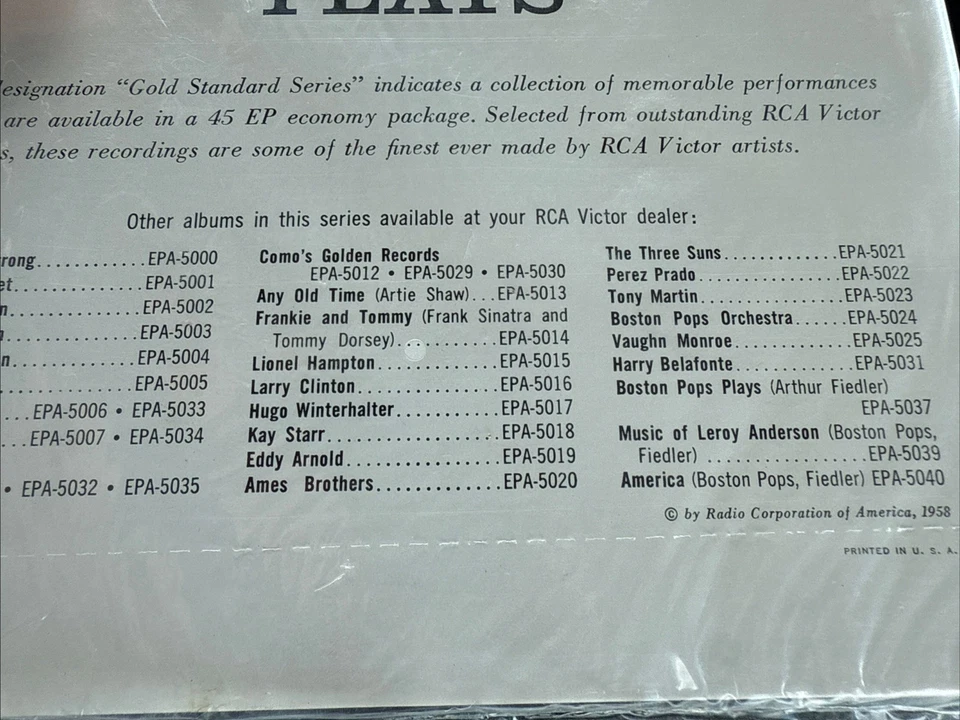 PLAYS
esignation “Gold Standard Series” indicates a collection of memorable performances
are available in a 45 EP economy package. Selected from outstanding RCA Victor
s, these recordings are some of the finest ever made by RCA Victor artists.
Other albums in this series available at your RCA Victor dealer:
rong............EPA-5000
et...............EPA-5001
n...............EPA-5002
...............EPA-5003
n..............EPA-5004
...............EPA-5005
...EPA-5006 • EPA-5033
...EPA-5007 • EPA-5034
• EPA-5032 • EPA-5035
Como's Golden Records
EPA-5012 • EPA-5029 • EPA-5030
Any Old Time (Artie Shaw)...EPA-5013
Frankie and Tommy (Frank Sinatra and
Tommy Dorsey)............EPA-5014
Lionel Hampton..............EPA-5015
Larry Clinton................EPA-5016
Hugo Winterhalter............EPA-5017
Kay Starr...................EPA-5018
Eddy Arnold.................EPA-5019
Ames Brothers..............EPA-5020
The Three Suns.............EPA-5021
Perez Prado................EPA-5022
Tony Martin................EPA-5023
Boston Pops Orchestra......EPA-5024
Vaughn Monroe.............EPA-5025
Harry Belafonte.............EPA-5031
Boston Pops Plays (Arthur Fiedler)
EPA-5037
Music of Leroy Anderson (Boston Pops,
Fiedler) .................EPA-5039
America (Boston Pops, Fiedler) EPA-5040
© by Radio Corporation of America, 1958
PRINTED IN U. S. A.